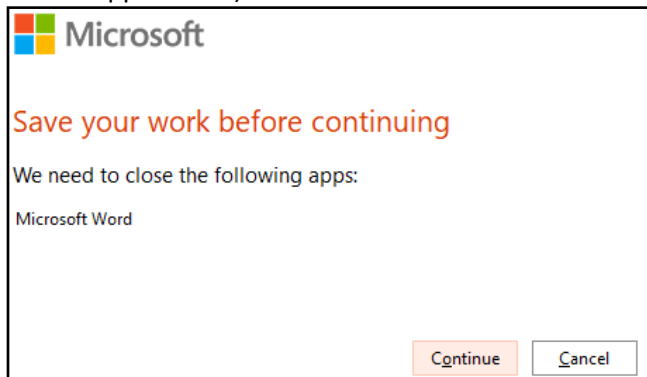 Microsoft
Save your work before continuing
We need to close the following apps:
Microsoft Word
Continue
Cancel